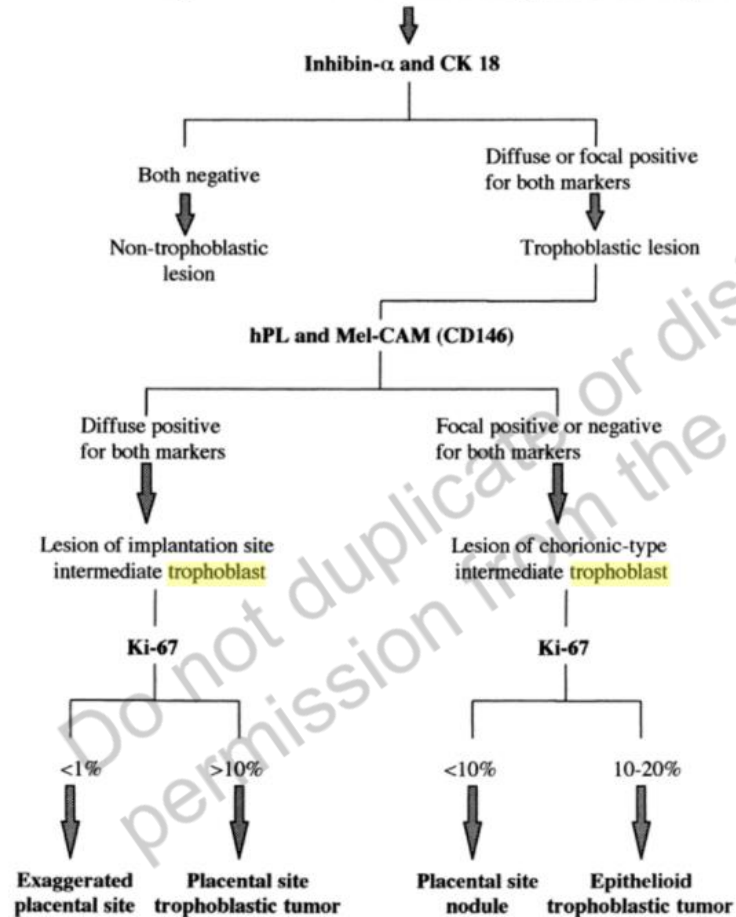 Inhibin-α and CK 18
Both negative
Diffuse or focal positive
for both markers
Non-trophoblastic
lesion
Trophoblastic lesion
hPL and Mel-CAM (CD146)
Diffuse positive
for both markers
Focal positive or negative
for both markers
Lesion of implantation site
intermediate trophoblast
Lesion of chorionic-type
intermediate trophoblast
Ki-67
Ki-67
<1%
>10%
<10%
10-20%
Exaggerated
placental site
Placental site
trophoblastic tumor
Placental site
nodule
Epithelioid
trophoblastic tumor
Do not duplicate or
permission from the